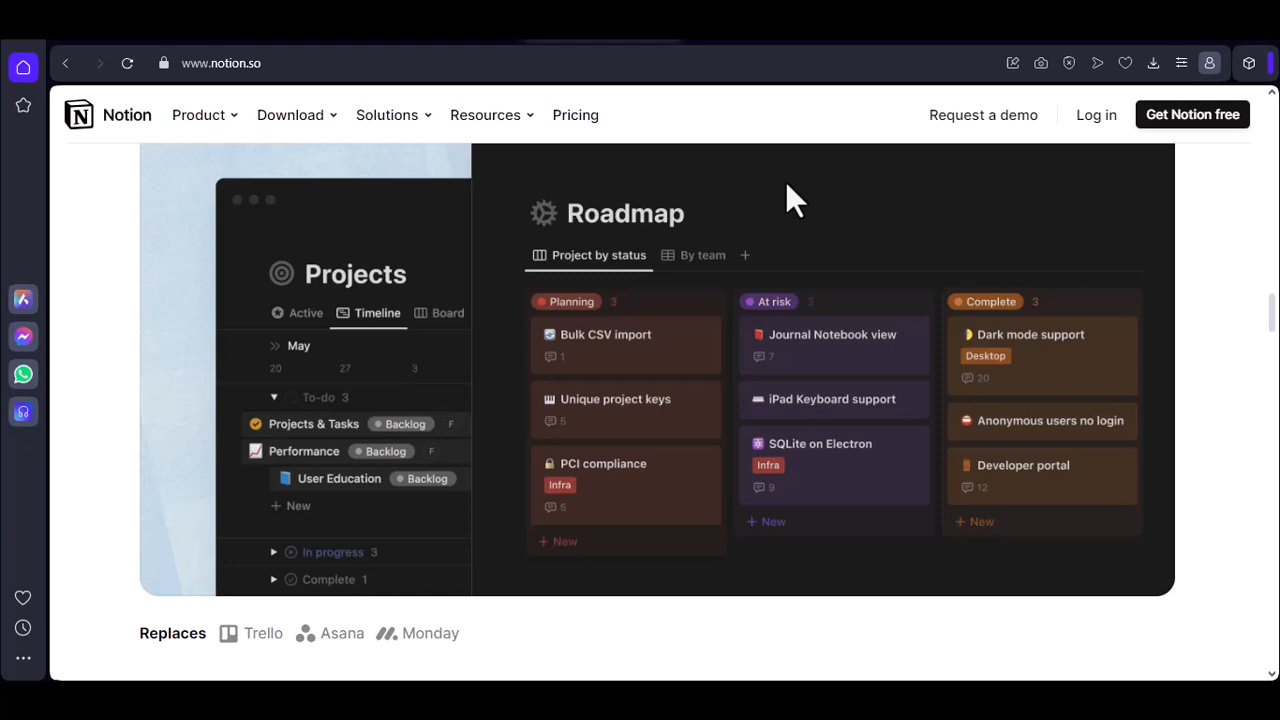 www.notion.so
Notion Product Download Solutions Resources Pricing Request a demo Log in Get Notion free
Projects
Active Timeline Board
May
20 27 3
To-do 3
Projects & Tasks Backlog F
Performance Backlog F
User Education Backlog
+ New
In progress 3
Complete 1
Roadmap
Project by status By team +
Planning 3
Bulk CSV import
1
Unique project keys
5
PCI compliance
Infra
5
+ New
At risk 3
Journal Notebook view
7
iPad Keyboard support
SQLite on Electron
Infra
9
+ New
Complete 3
Dark mode support
Desktop
20
Anonymous users no login
Developer portal
12
+ New
Replaces Trello Asana Monday